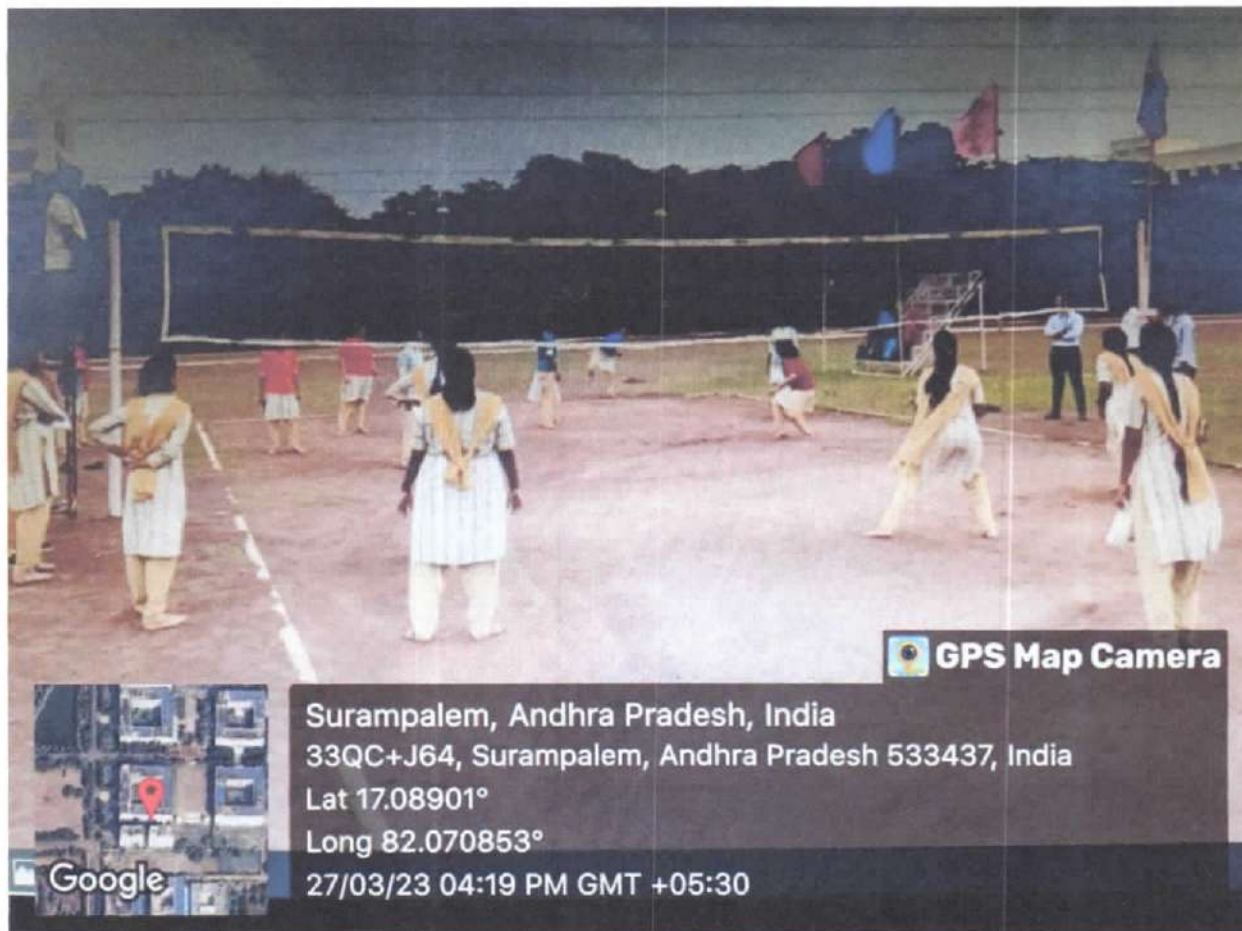 GPS Map Camera
Surampalem, Andhra Pradesh, India
33QC+J64, Surampalem, Andhra Pradesh 533437, India
Lat 17.08901°
Long 82.070853°
27/03/23 04:19 PM GMT +05:30
Google